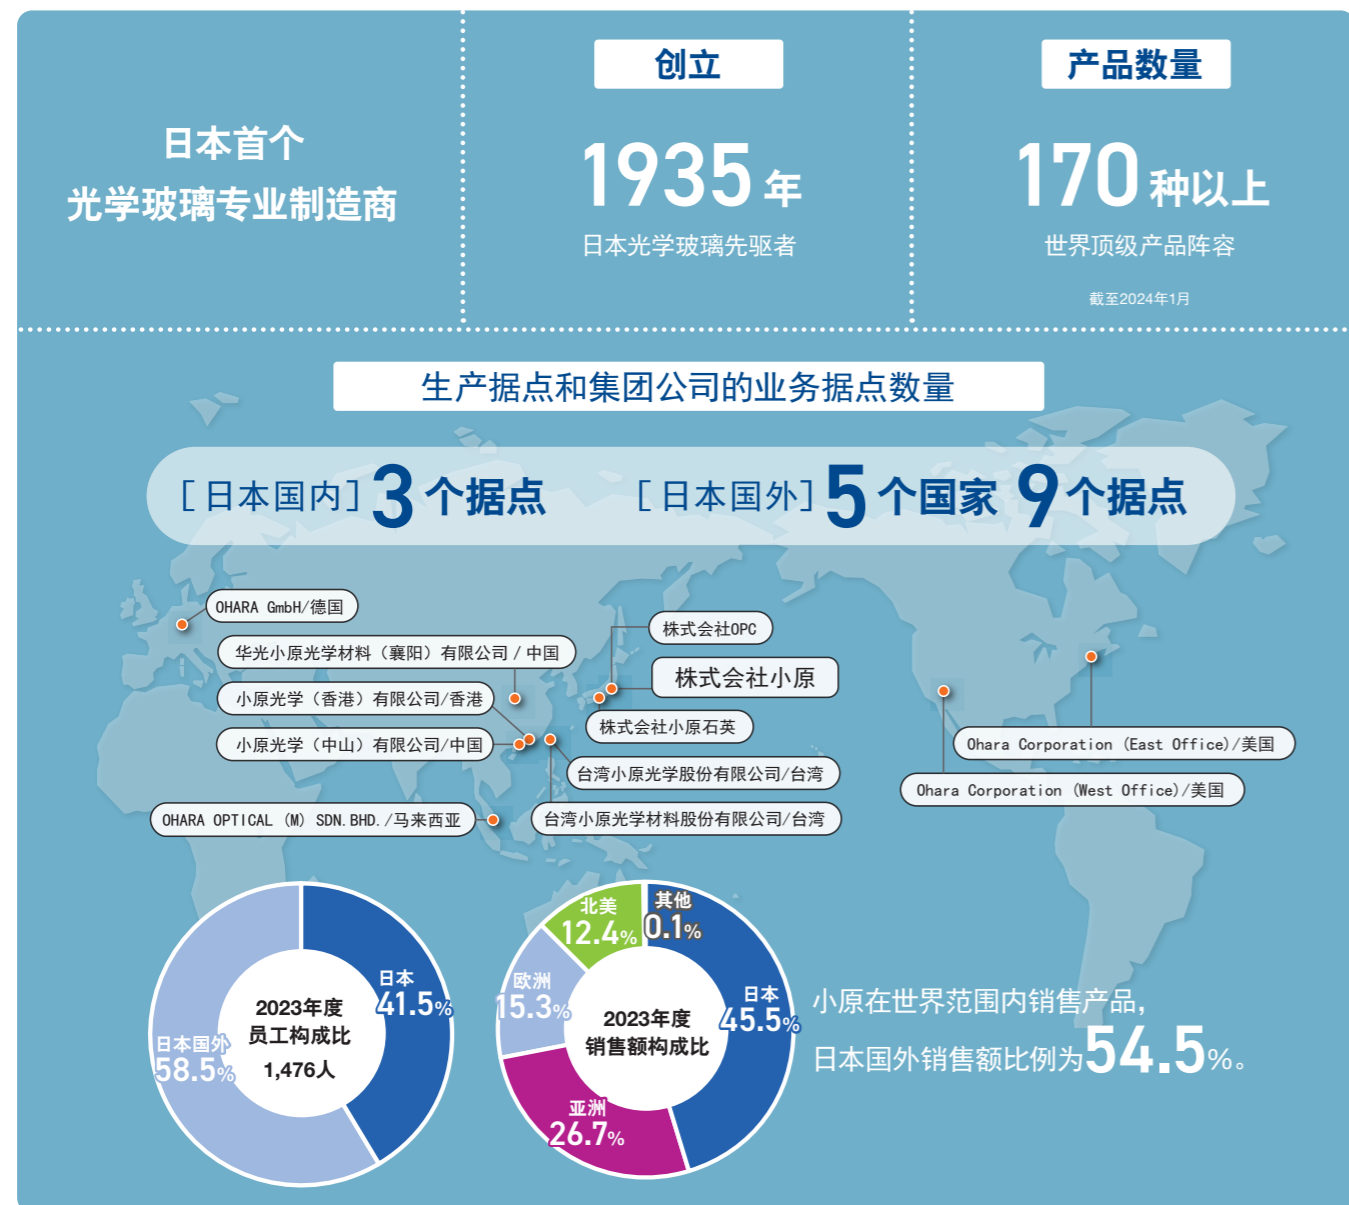 日本首个
光学玻璃专业制造商
创立
1935 年
日本光学玻璃先驱者
产品数量
170 种以上
世界顶级产品阵容
截至2024年1月
生产据点和集团公司的业务据点数量
[日本国内] 3 个据点 [日本国外] 5 个国家 9 个据点
OHARA GmbH/德国
华光小原光学材料（襄阳）有限公司 / 中国
小原光学（香港）有限公司/香港
小原光学（中山）有限公司/中国
OHARA OPTICAL (M) SDN.BHD./马来西亚
株式会社OPC
株式会社小原
株式会社小原石英
台湾小原光学股份有限公司/台湾
台湾小原光学材料股份有限公司/台湾
Ohara Corporation (East Office)/美国
Ohara Corporation (West Office)/美国
日本
41.5%
日本国外
58.5%
2023年度
员工构成比
1,476人
其他
0.1%
北美
12.4%
欧洲
15.3%
亚洲
26.7%
日本
45.5%
2023年度
销售额构成比
小原在世界范围内销售产品,
日本国外销售额比例为54.5%。